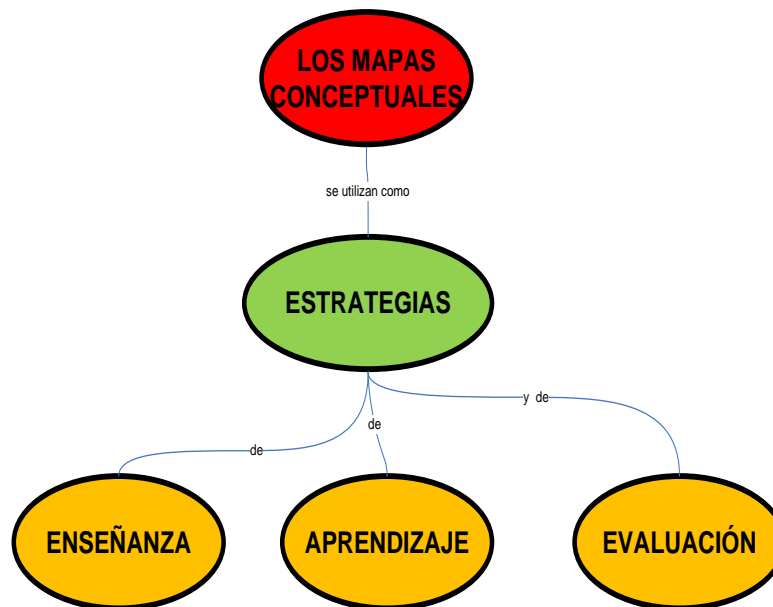 LOS MAPAS
CONCEPTUALES
se utilizan como
ESTRATEGIAS
y de
de
de
ENSEÑANZA
APRENDIZAJE
EVALUACIÓN